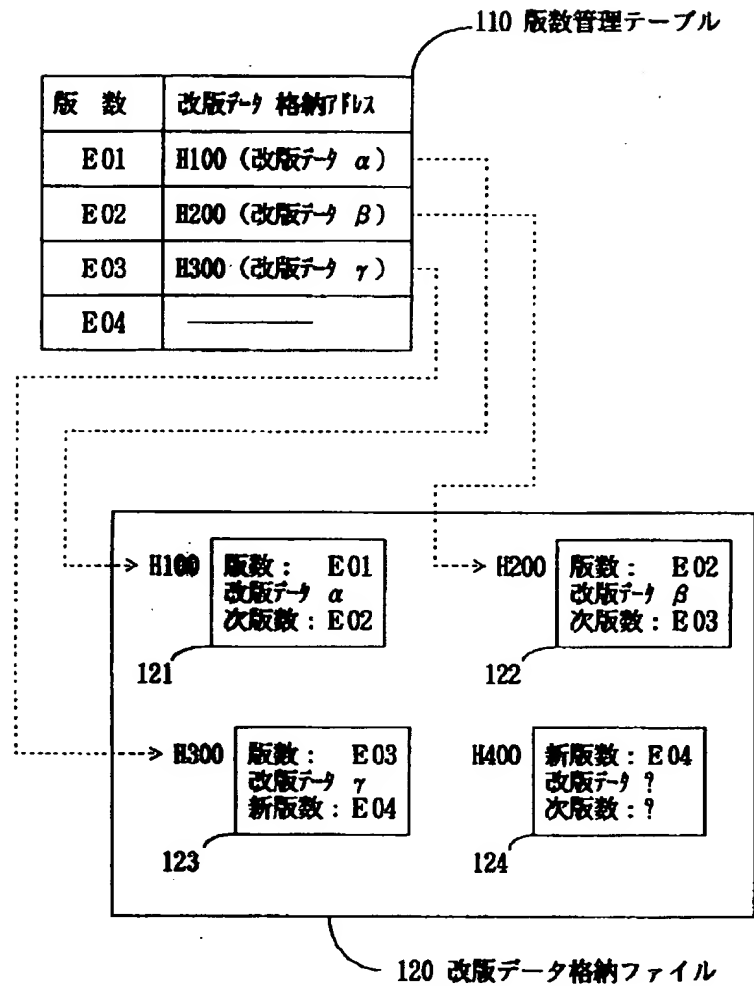 110 版数管理テーブル
版 数 改版ﾃﾞｰﾀ 格納ｱﾄﾞﾚｽ
E01 H100 (改版ﾃﾞｰﾀ α)
E02 H200 (改版ﾃﾞｰﾀ β)
E03 H300 (改版ﾃﾞｰﾀ γ)
E04
H100
版数: E01
改版ﾃﾞｰﾀ α
次版数:E02
121
H200
版数: E02
改版ﾃﾞｰﾀ β
次版数:E03
122
H300
版数: E03
改版ﾃﾞｰﾀ γ
新版数:E04
123
H400
新版数:E04
改版ﾃﾞｰﾀ ?
次版数:?
124
120 改版データ格納ファイル